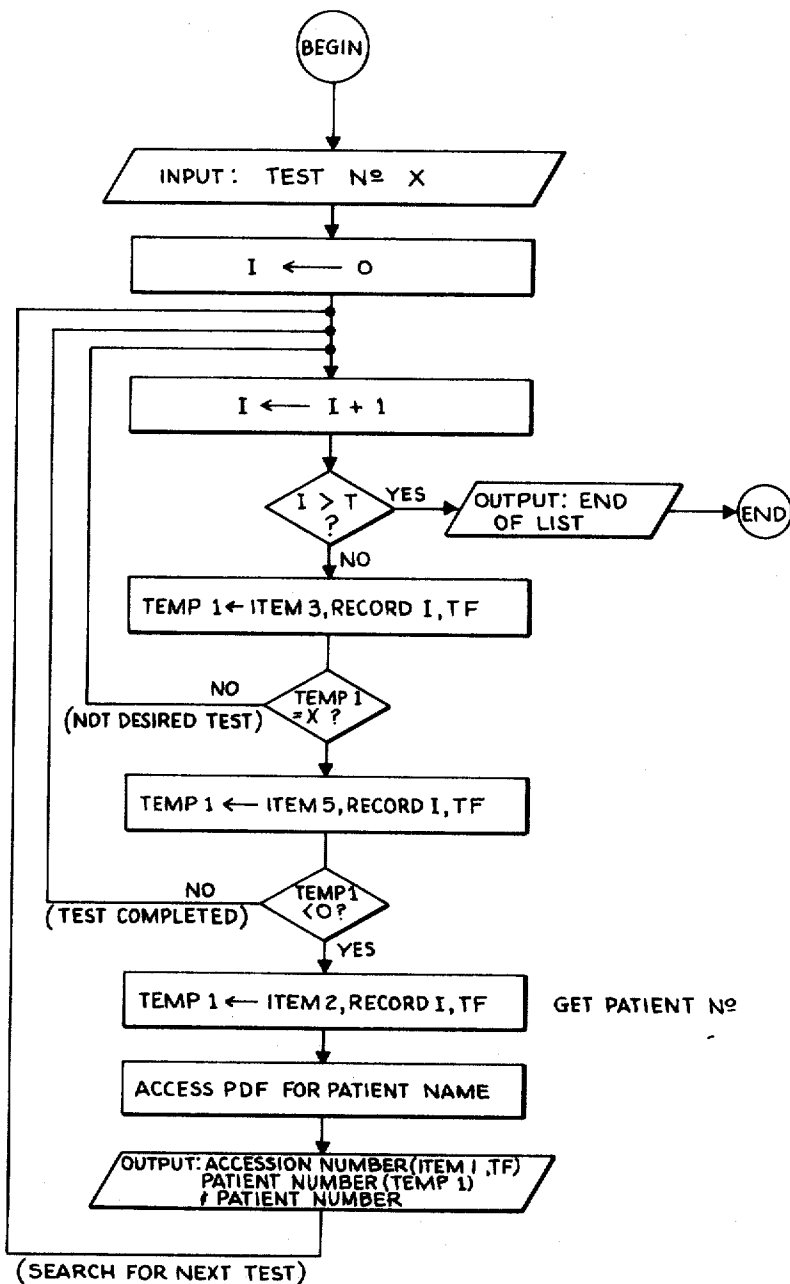 BEGIN
INPUT: TEST Nº X
I ← O
I ← I + 1
I > T
?
YES
OUTPUT: END
OF LIST
END
NO
TEMP 1 ← ITEM 3, RECORD I, TF
NO
(NOT DESIRED TEST)
TEMP 1
= X ?
TEMP 1 ← ITEM 5, RECORD I, TF
NO
(TEST COMPLETED)
TEMP 1
< O ?
YES
TEMP 1 ← ITEM 2, RECORD I, TF
GET PATIENT Nº
ACCESS PDF FOR PATIENT NAME
OUTPUT: ACCESSION NUMBER (ITEM 1, TF)
PATIENT NUMBER (TEMP 1)
PATIENT NUMBER
(SEARCH FOR NEXT TEST)